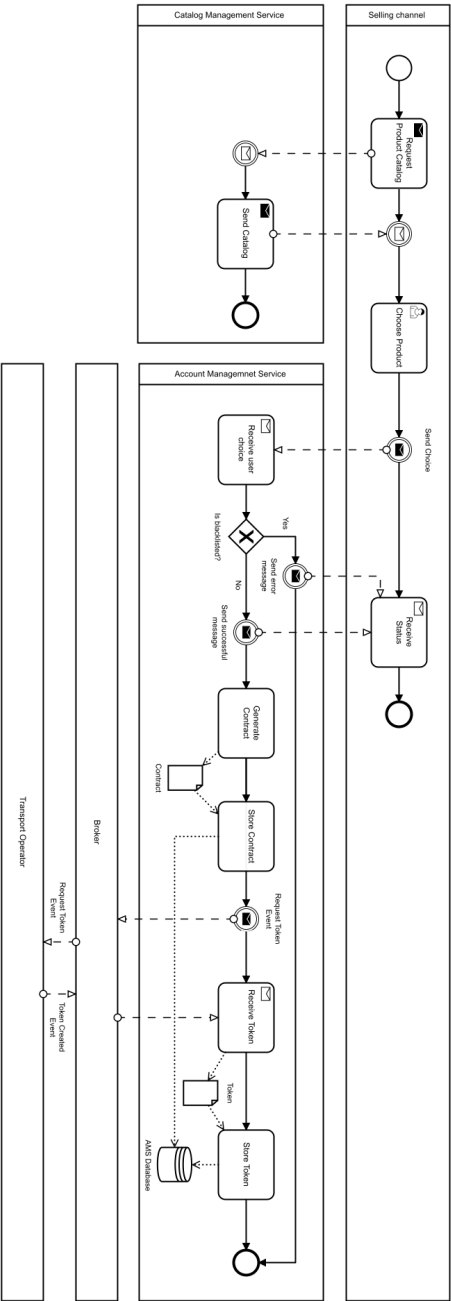 Selling channel
Request
Product Catalog
Choose Product
Send Choice
Receive
Status
Catalog Management Service
Send Catalog
Account Managemnet Service
Receive user
choice
Is blacklisted?
Yes
Send error
message
No
Send successful
message
Generate
Contract
Contract
Store Contract
Request Token
Event
Receive Token
Token
Store Token
AMS Database
Broker
Request Token
Event
Token Created
Event
Transport Operator